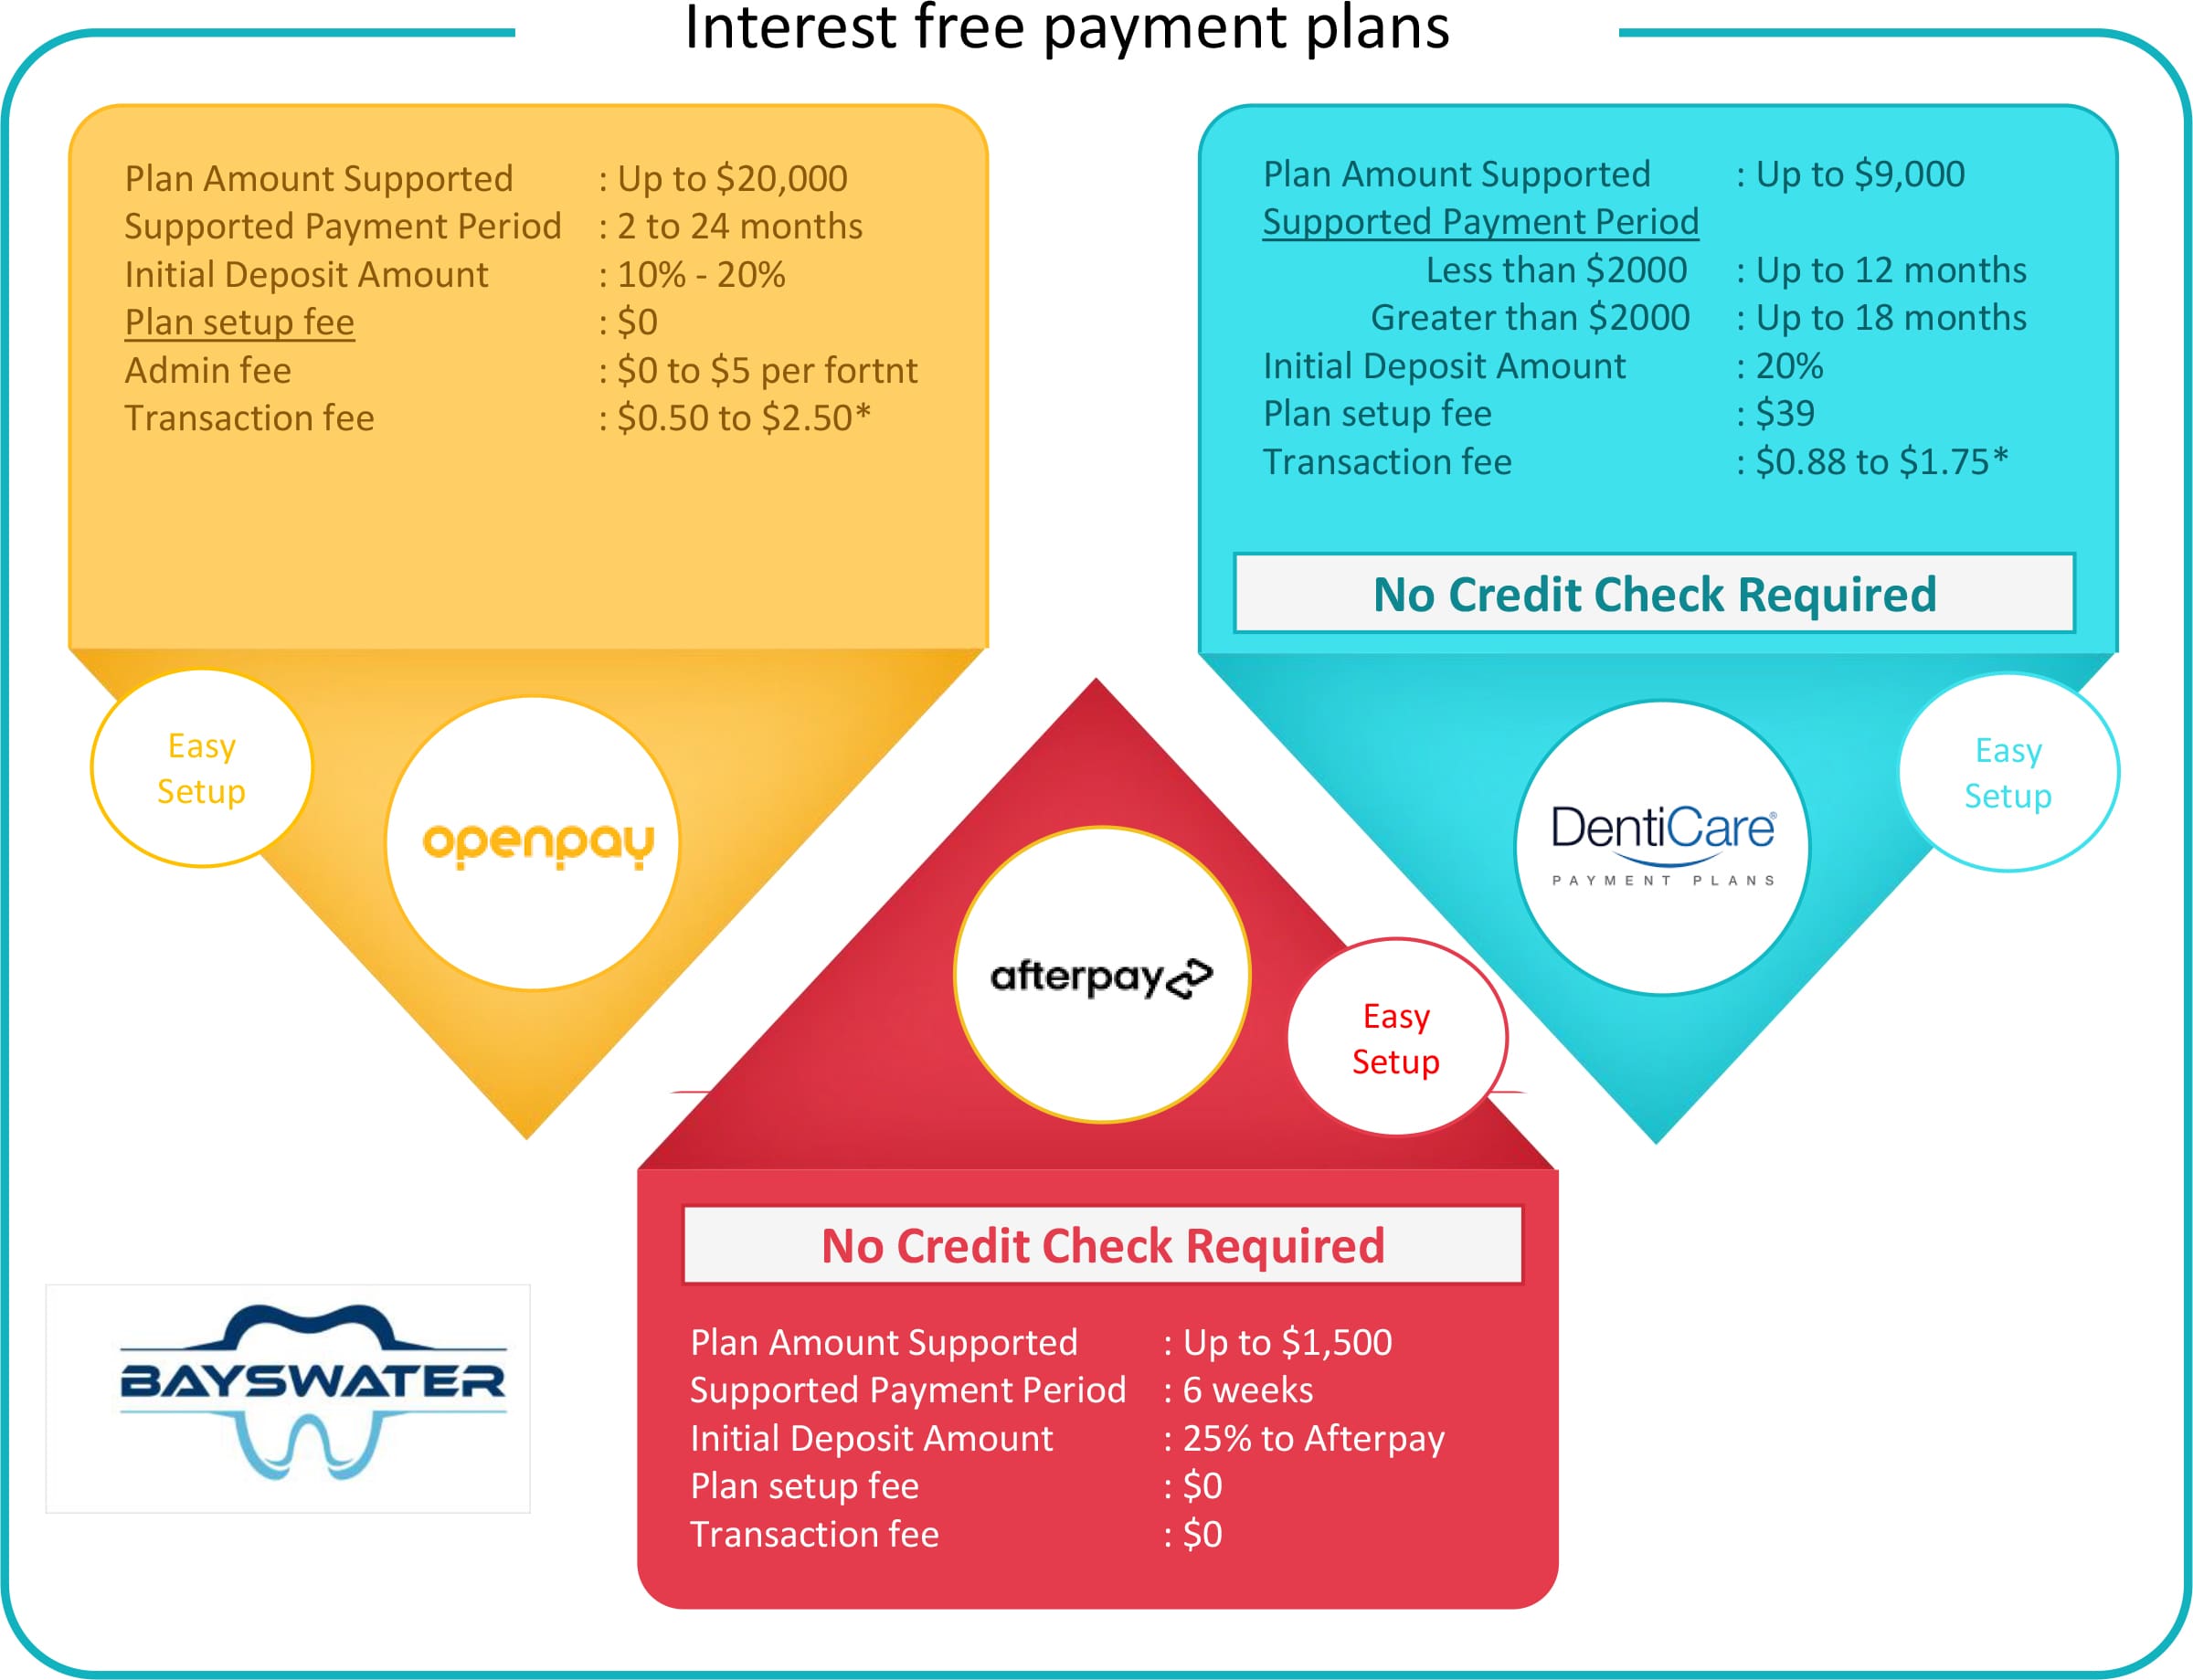 Interest free payment plans
Plan Amount Supported : Up to $20,000
Supported Payment Period : 2 to 24 months
Initial Deposit Amount : 10% - 20%
Plan setup fee : $0
Admin fee : $0 to $5 per fortnt
Transaction fee : $0.50 to $2.50*
Easy
Setup
openpay
Plan Amount Supported : Up to $9,000
Supported Payment Period
Less than $2000 : Up to 12 months
Greater than $2000 : Up to 18 months
Initial Deposit Amount : 20%
Plan setup fee : $39
Transaction fee : $0.88 to $1.75*
No Credit Check Required
DentiCare®
PAYMENT PLANS
Easy
Setup
afterpay
Easy
Setup
No Credit Check Required
Plan Amount Supported : Up to $1,500
Supported Payment Period : 6 weeks
Initial Deposit Amount : 25% to Afterpay
Plan setup fee : $0
Transaction fee : $0
BAYSWATER